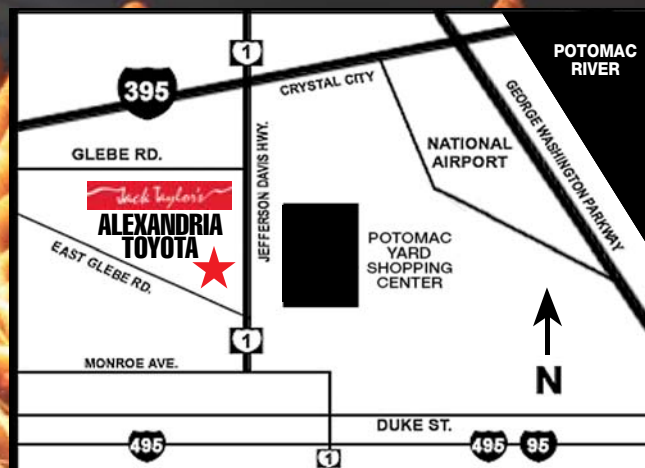 1
POTOMAC
RIVER
395
CRYSTAL CITY
GEORGE WASHINGTON PARKWAY
GLEBE RD.
NATIONAL
AIRPORT
JEFFERSON DAVIS HWY.
Jack Taylor's
ALEXANDRIA
TOYOTA
EAST GLEBE RD.
POTOMAC
YARD
SHOPPING
CENTER
1
MONROE AVE.
N
DUKE ST.
495
1
495
95